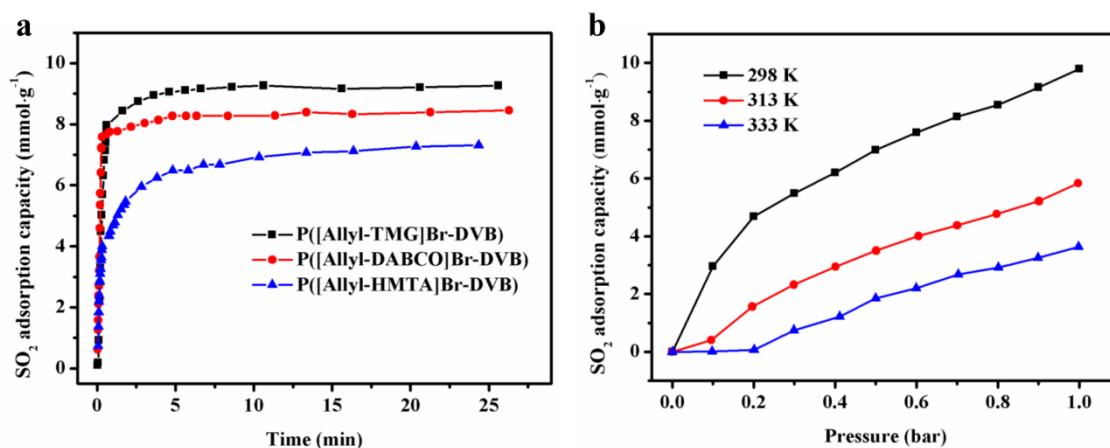 a
SO₂ adsorption capacity (mmol·g⁻¹)
10
8
6
4
2
0
P([Allyl-TMG]Br-DVB)
P([Allyl-DABCO]Br-DVB)
P([Allyl-HMTA]Br-DVB)
0 5 10 15 20 25
Time (min)
b
SO₂ adsorption capacity (mmol·g⁻¹)
10
8
6
4
2
0
298 K
313 K
333 K
0.0 0.2 0.4 0.6 0.8 1.0
Pressure (bar)